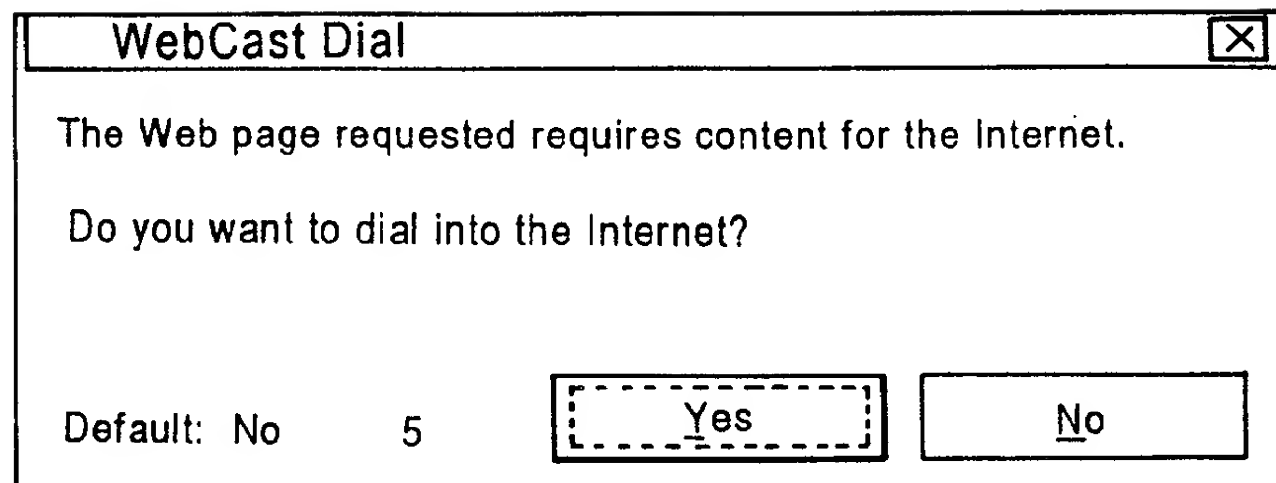 WebCast Dial
The Web page requested requires content for the Internet.
Do you want to dial into the Internet?
Default: No 5 Yes No